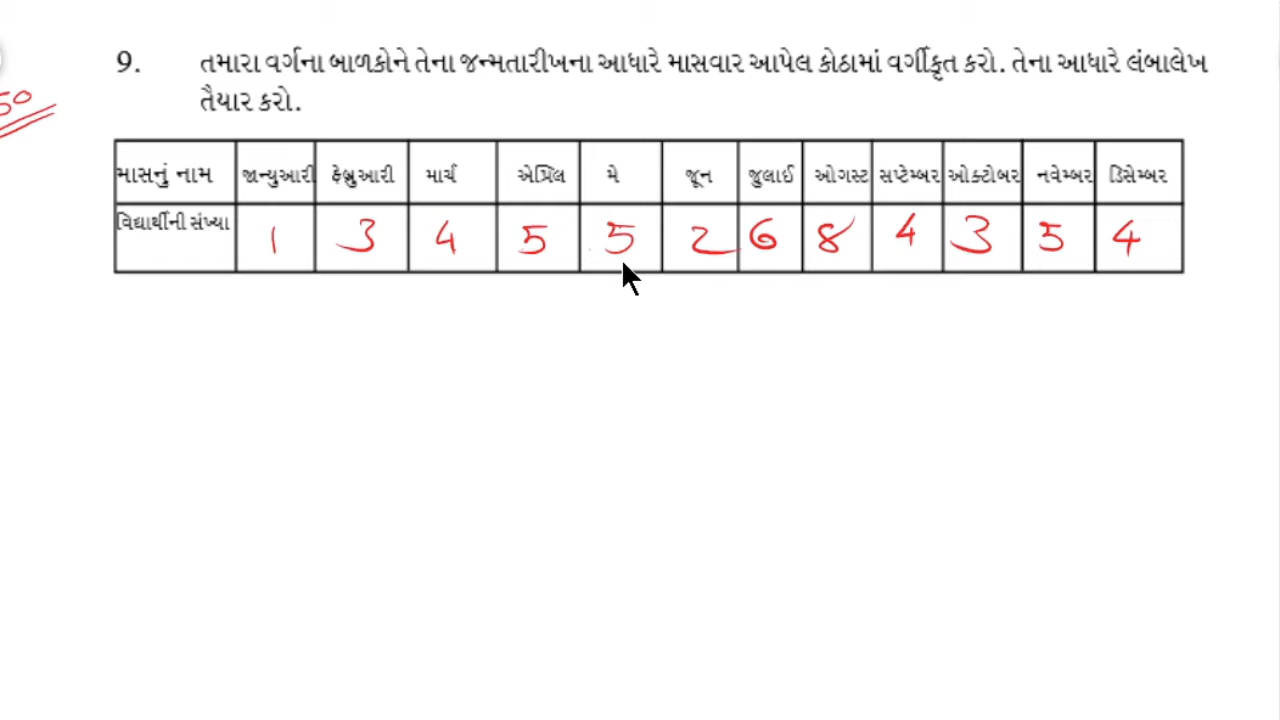 9. તમારા વર્ગના બાળકોને તેના જન્મતારીખના આધારે માસવાર આપેલ કોઠામાં વર્ગીકૃત કરો. તેના આધારે લંબાલેખ
50
તૈયાર કરો.
માસનું નામ જાન્યુઆરી ફેબ્રુઆરી માર્ચ એપ્રિલ મે જૂન જુલાઈ ઓગસ્ટ સપ્ટેમ્બર ઓક્ટોબર નવેમ્બર ડિસેમ્બર
વિદ્યાર્થીની સંખ્યા 1 3 4 5 5 2 6 8 4 3 5 4